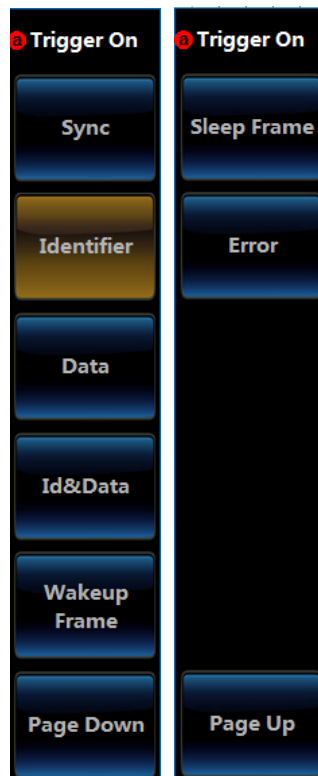 a Trigger On
Sync
Identifier
Data
Id&Data
Wakeup
Frame
Page Down
a Trigger On
Sleep Frame
Error
Page Up